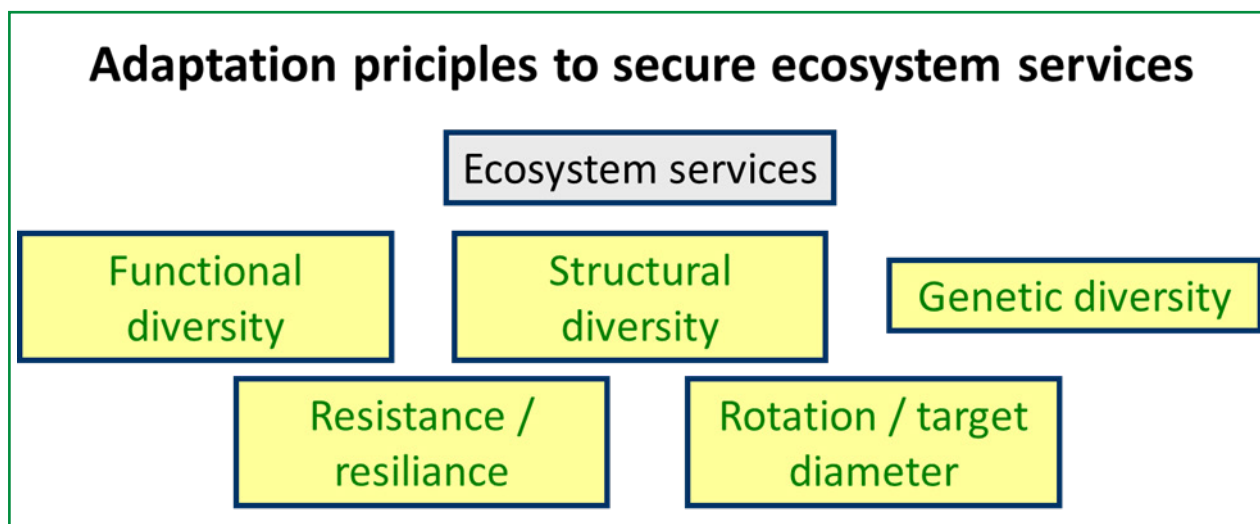 Adaptation priciples to secure ecosystem services
Ecosystem services
Functional
diversity
Structural
diversity
Genetic diversity
Resistance /
resiliance
Rotation / target
diameter